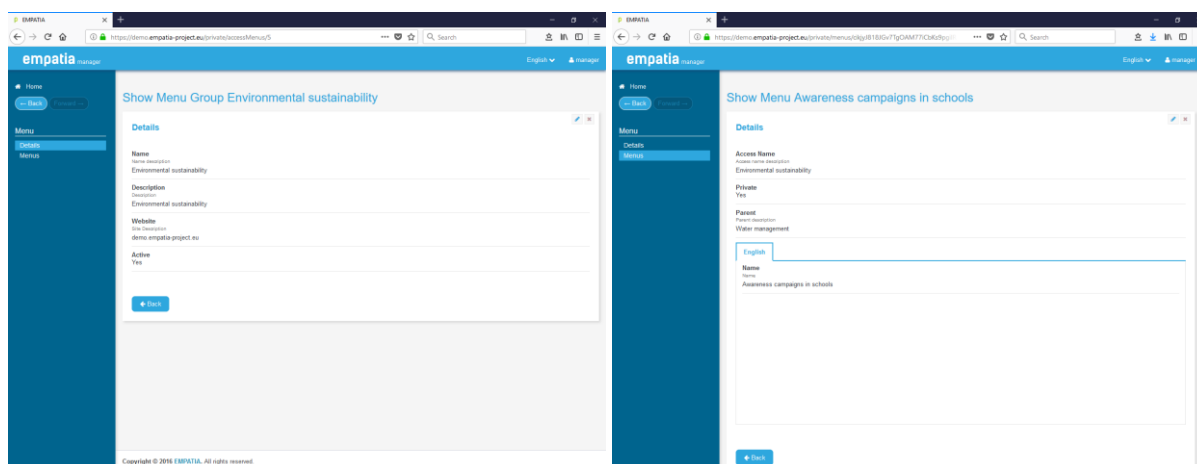 EMPATIA
https://demo.empatia-project.eu/private/accessMenus/5
Search
empatia manager
English
manager
Home
← Back
Forward →
Menu
Details
Menus
Show Menu Group Environmental sustainability
Details
Name
Name description
Environmental sustainability
Description
Description
Environmental sustainability
Website
Site Description
demo.empatia-project.eu
Active
Yes
Back
Copyright © 2016 EMPATIA. All rights reserved.
EMPATIA
Search
empatia manager
English
manager
Home
← Back
Forward →
Menu
Details
Menus
Show Menu Awareness campaigns in schools
Details
Access Name
Access name description
Environmental sustainability
Private
Yes
Parent
Parent description
Water management
English
Name
Name
Awareness campaigns in schools
Back